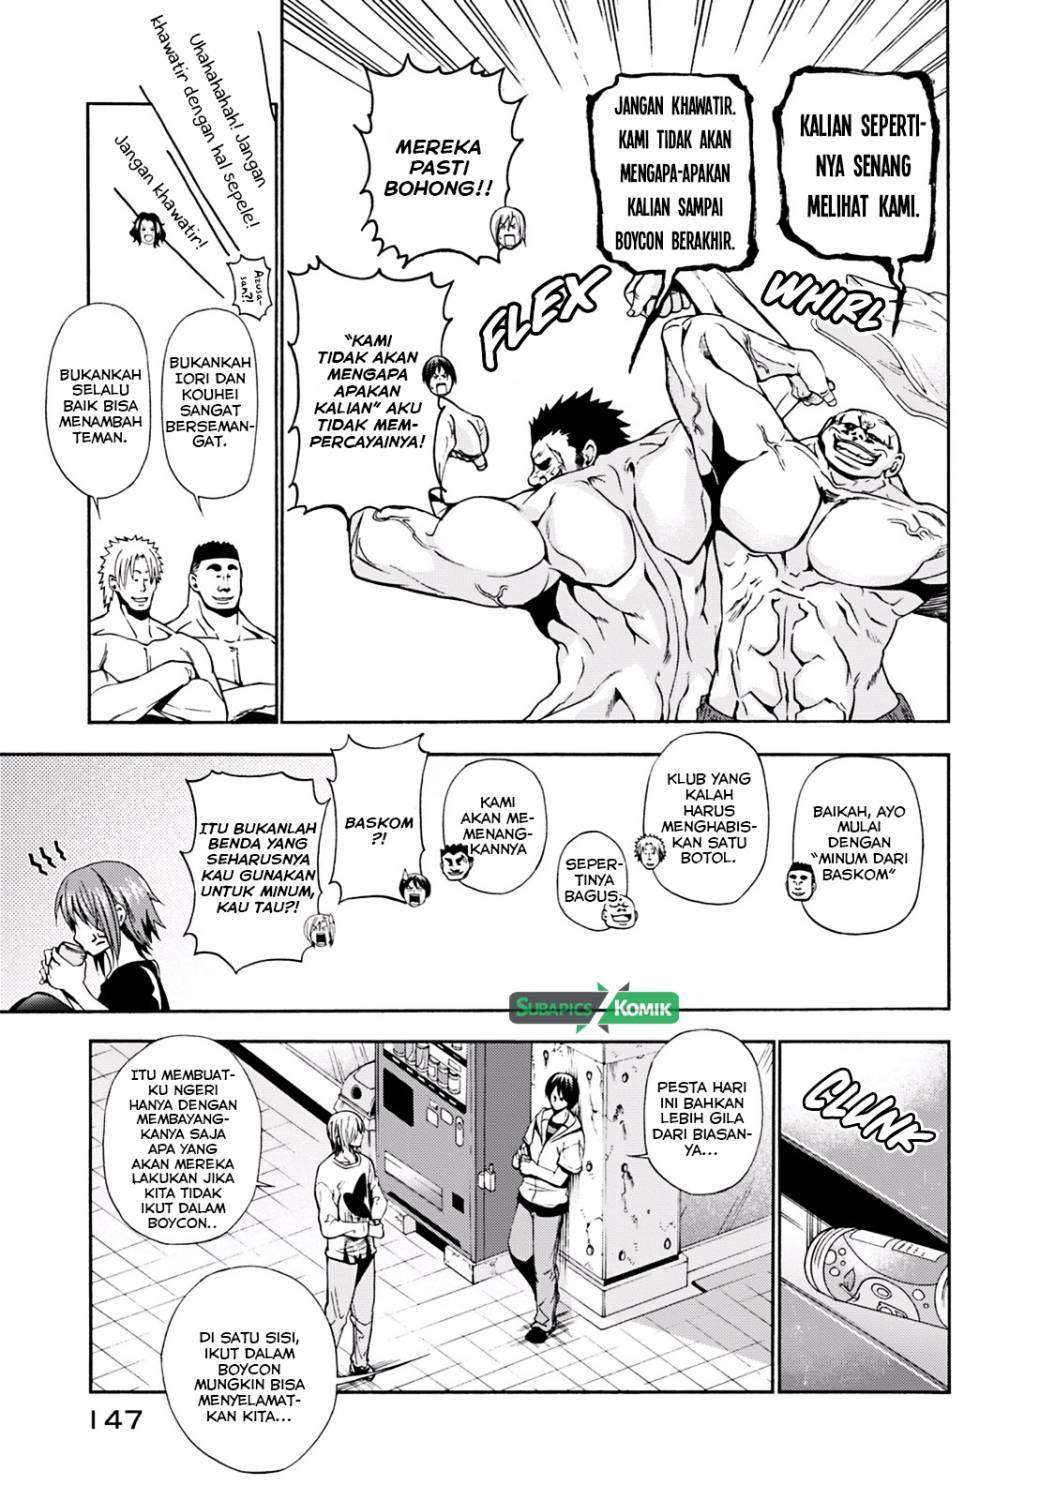 KALIAN SEPERTI-
NYA SENANG
MELIHAT KAMI.
JANGAN KHAWATIR.
KAMI TIDAK AKAN
MENGAPA-APAKAN
KALIAN SAMPAI
BOYCON BERAKHIR.
WHIRL
FLEX
MEREKA
PASTI
BOHONG!!
"KAMI
TIDAK AKAN
MENGAPA
APAKAN
KALIAN" AKU
TIDAK MEM-
PERCAYAINYA!
Uhahahahah! Jangan
khawatir dengan hal sepele!
Jangan khawatir!
Azusa-
san?!
BUKANKAH
IORI DAN
KOUHEI
SANGAT
BERSEMAN-
GAT.
BUKANKAH
SELALU
BAIK BISA
MENAMBAH
TEMAN.
BAIKAH, AYO
MULAI
DENGAN
"MINUM DARI
BASKOM"
KLUB YANG
KALAH
HARUS
MENGHABIS-
KAN SATU
BOTOL.
SEPER-
TINYA
BAGUS.
KAMI
AKAN ME-
MENANG-
KANNYA
BASKOM
?!
ITU BUKANLAH
BENDA YANG
SEHARUSNYA
KAU GUNAKAN
UNTUK MINUM,
KAU TAU?!
SUBAPICS KOMIK
CLUNK
PESTA HARI
INI BAHKAN
LEBIH GILA
DARI BIASAN-
YA...
ITU MEMBUAT-
KU NGERI
HANYA DENGAN
MEMBAYANG-
KANNYA SAJA
APA YANG
AKAN MEREKA
LAKUKAN JIKA
KITA TIDAK
IKUT DALAM
BOYCON..
DI SATU SISI,
IKUT DALAM
BOYCON
MUNGKIN BISA
MENYELAMAT-
KAN KITA...
147